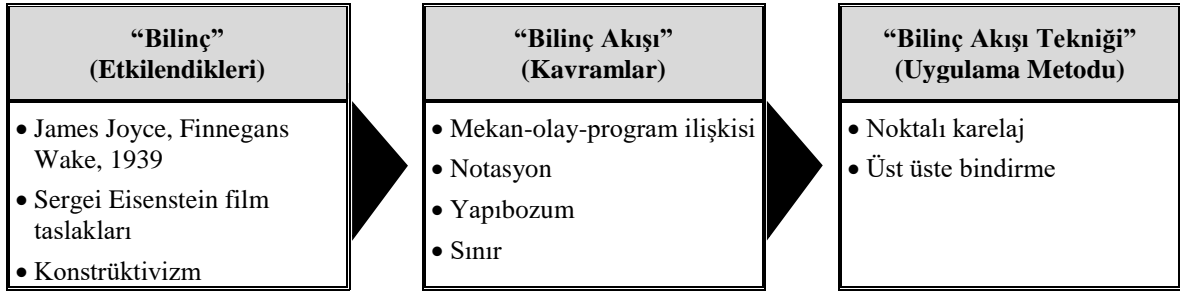 “Bilinç”
(Etkilendikleri)
• James Joyce, Finnegans
Wake, 1939
• Sergei Eisenstein film
taslakları
• Konstrüktivizm
“Bilinç Akışı”
(Kavramlar)
• Mekan-olay-program ilişkisi
• Notasyon
• Yapıbozum
• Sınır
“Bilinç Akışı Tekniği”
(Uygulama Metodu)
• Noktalı karelaj
• Üst üste bindirme